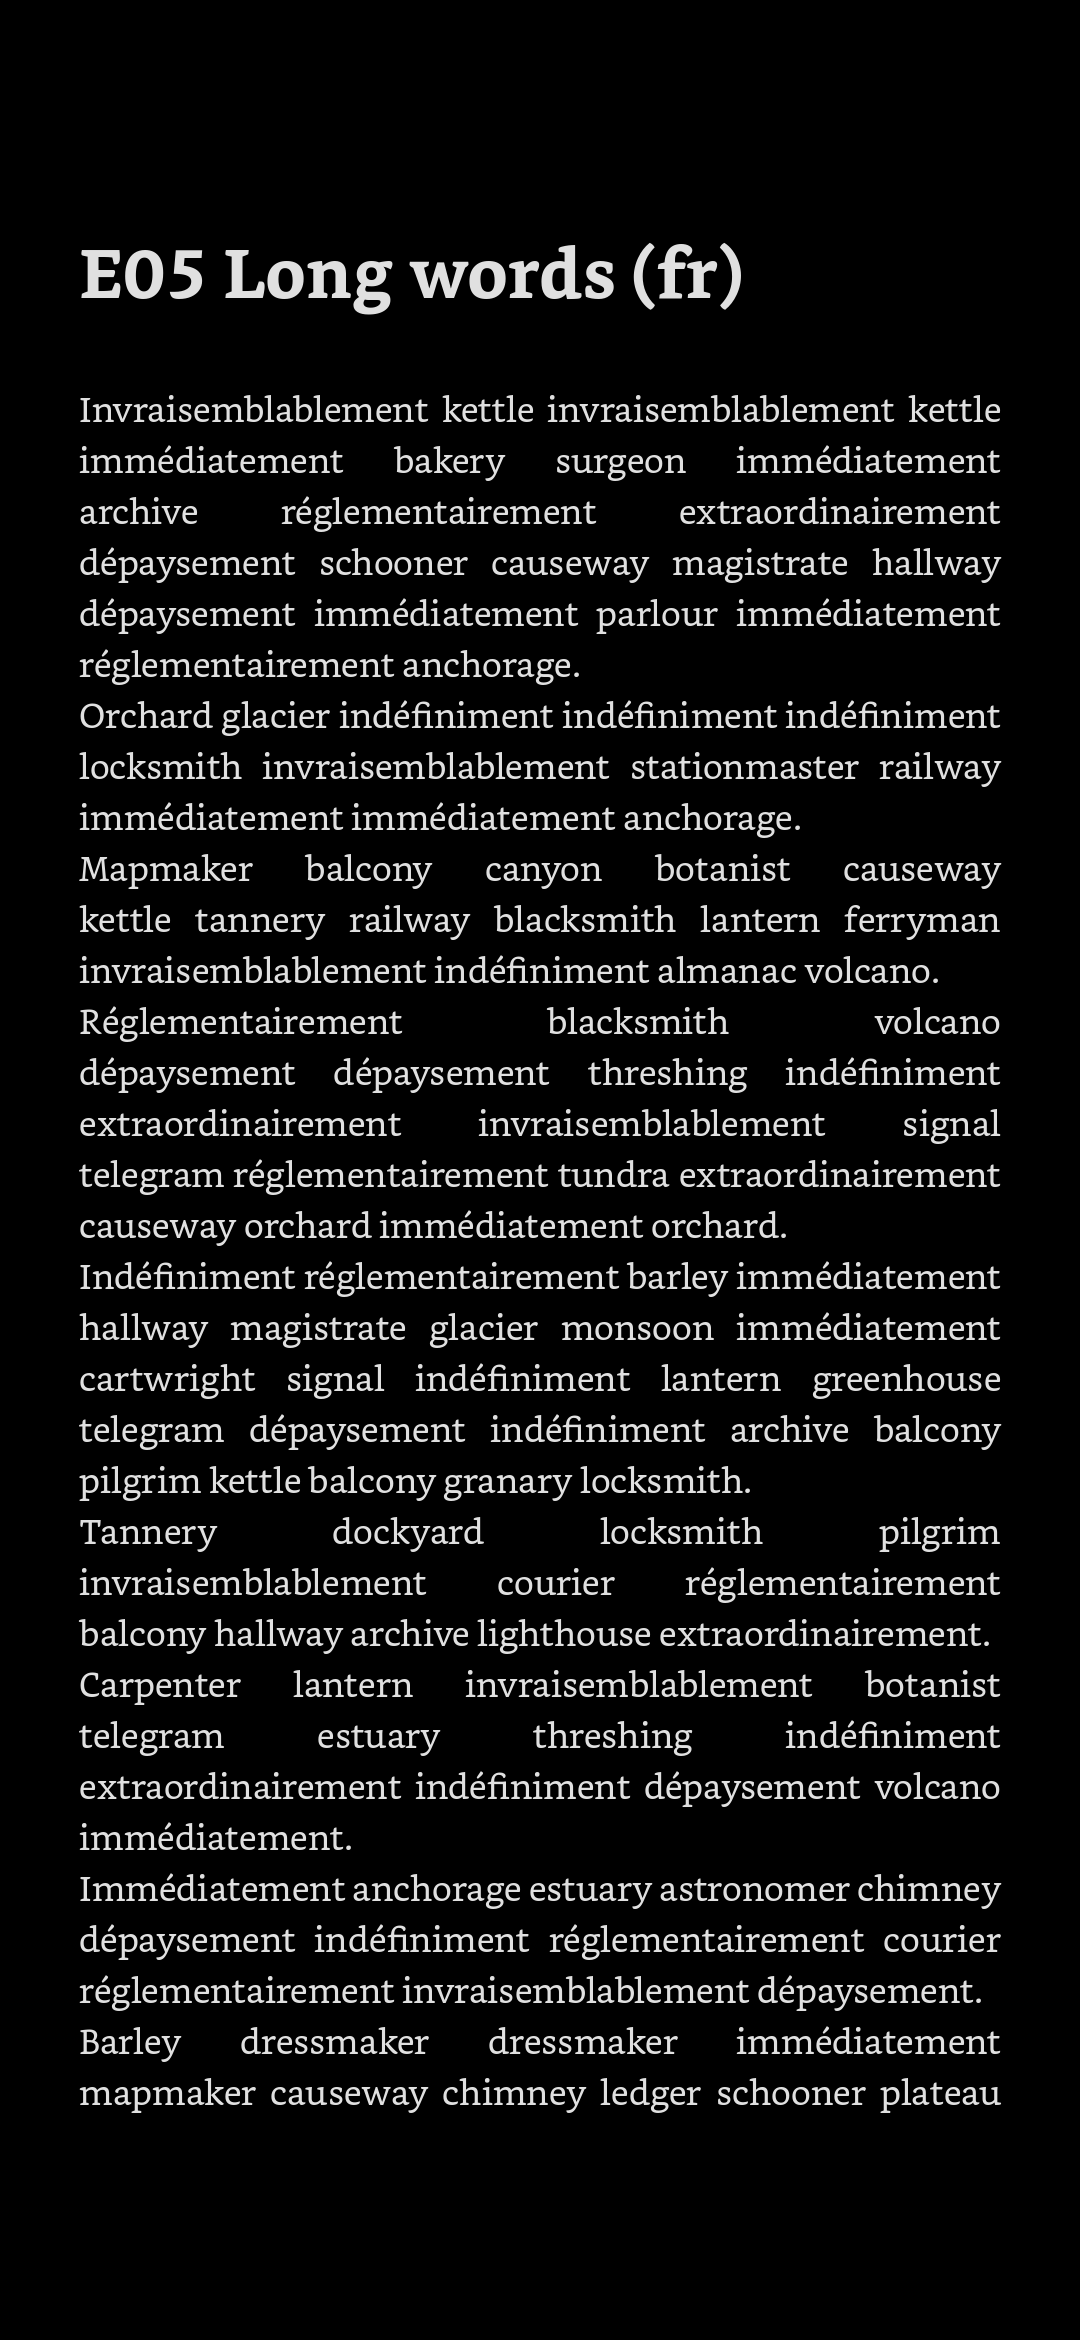 E05 Long words (fr)
Invraisemblablement kettle invraisemblablement kettle
immédiatement bakery surgeon immédiatement
archive réglementairement extraordinairement
dépaysement schooner causeway magistrate hallway
dépaysement immédiatement parlour immédiatement
réglementairement anchorage.
Orchard glacier indéfiniment indéfiniment indéfiniment
locksmith invraisemblablement stationmaster railway
immédiatement immédiatement anchorage.
Mapmaker balcony canyon botanist causeway
kettle tannery railway blacksmith lantern ferryman
invraisemblablement indéfiniment almanac volcano.
Réglementairement blacksmith volcano
dépaysement dépaysement threshing indéfiniment
extraordinairement invraisemblablement signal
telegram réglementairement tundra extraordinairement
causeway orchard immédiatement orchard.
Indéfiniment réglementairement barley immédiatement
hallway magistrate glacier monsoon immédiatement
cartwright signal indéfiniment lantern greenhouse
telegram dépaysement indéfiniment archive balcony
pilgrim kettle balcony granary locksmith.
Tannery dockyard locksmith pilgrim
invraisemblablement courier réglementairement
balcony hallway archive lighthouse extraordinairement.
Carpenter lantern invraisemblablement botanist
telegram estuary threshing indéfiniment
extraordinairement indéfiniment dépaysement volcano
immédiatement.
Immédiatement anchorage estuary astronomer chimney
dépaysement indéfiniment réglementairement courier
réglementairement invraisemblablement dépaysement.
Barley dressmaker dressmaker immédiatement
mapmaker causeway chimney ledger schooner plateau